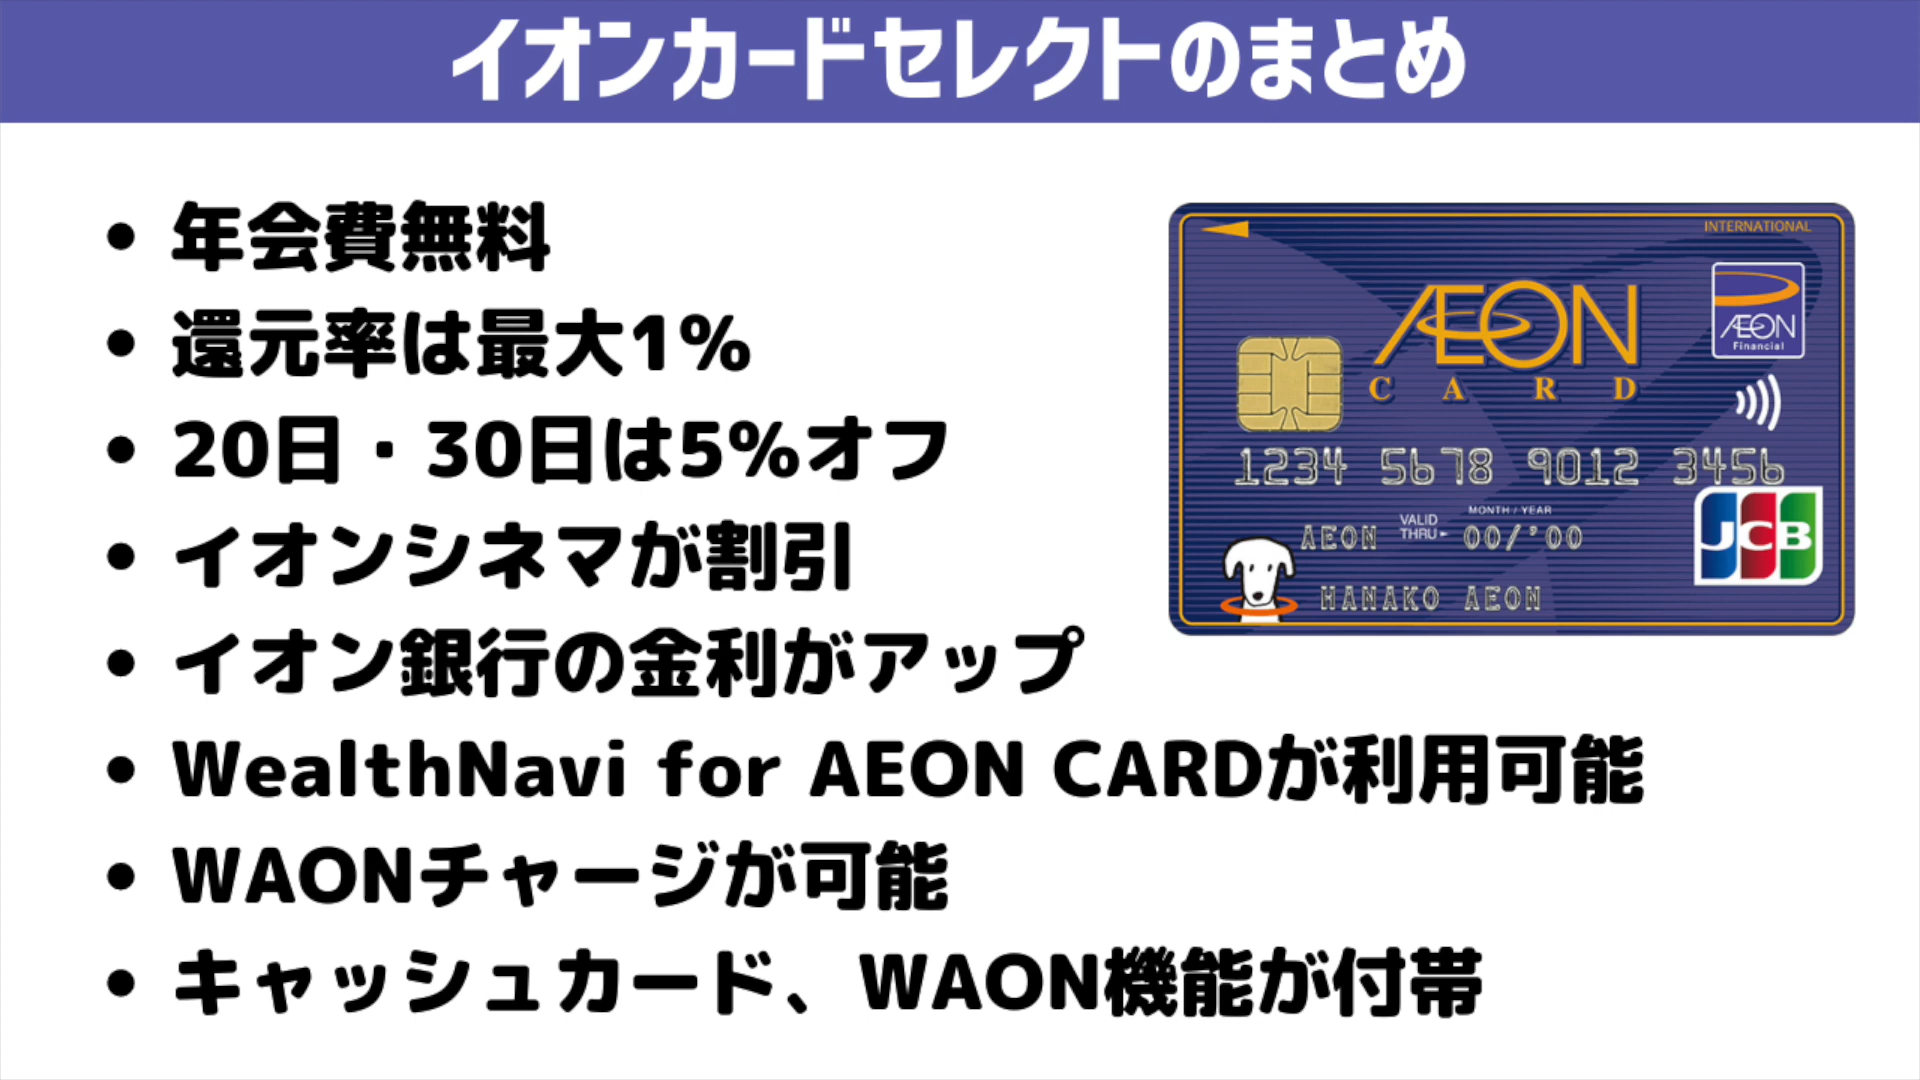 イオンカードセレクトのまとめ
• 年会費無料
• 還元率は最大1%
• 20日・30日は5%オフ
• イオンシネマが割引
• イオン銀行の金利がアップ
• WealthNavi for AEON CARDが利用可能
• WAONチャージが可能
• キャッシュカード、WAON機能が付帯
INTERNATIONAL
ÆON
CARD
ÆON
Financial
1234 5678 9012 3456
MONTH / YEAR
AEON VALID THRU 00/'00
JCB
HANAKO AEON